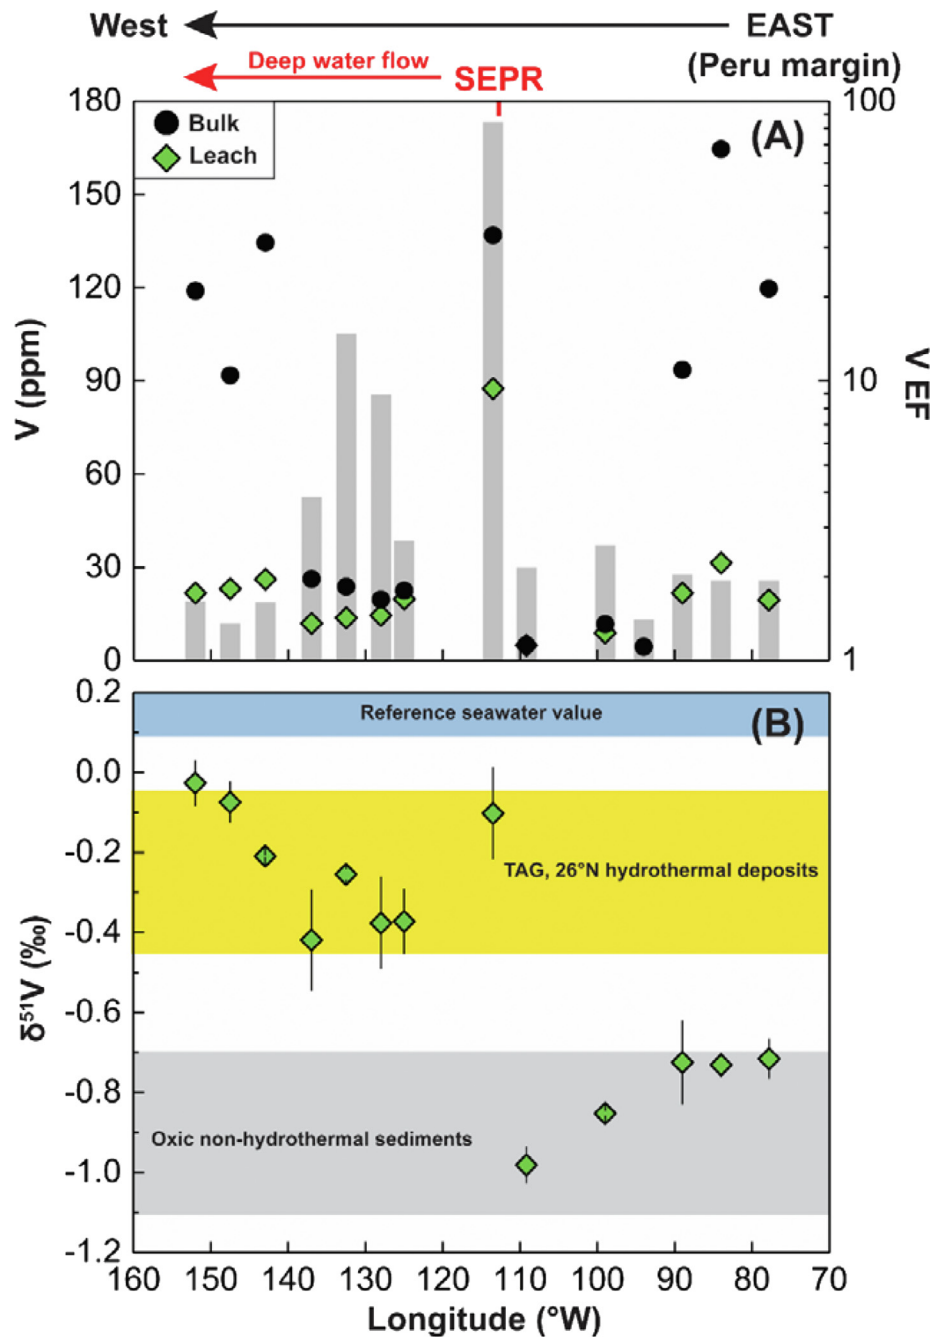 West
EAST
(Peru margin)
Deep water flow
SEPR
180
150
120
90
60
30
0
V (ppm)
Bulk
Leach
(A)
100
10
1
V EF
0.2
0.0
-0.2
-0.4
-0.6
-0.8
-1.0
-1.2
δ⁵¹V (‰)
Reference seawater value
(B)
TAG, 26°N hydrothermal deposits
Oxic non-hydrothermal sediments
160 150 140 130 120 110 100 90 80 70
Longitude (°W)